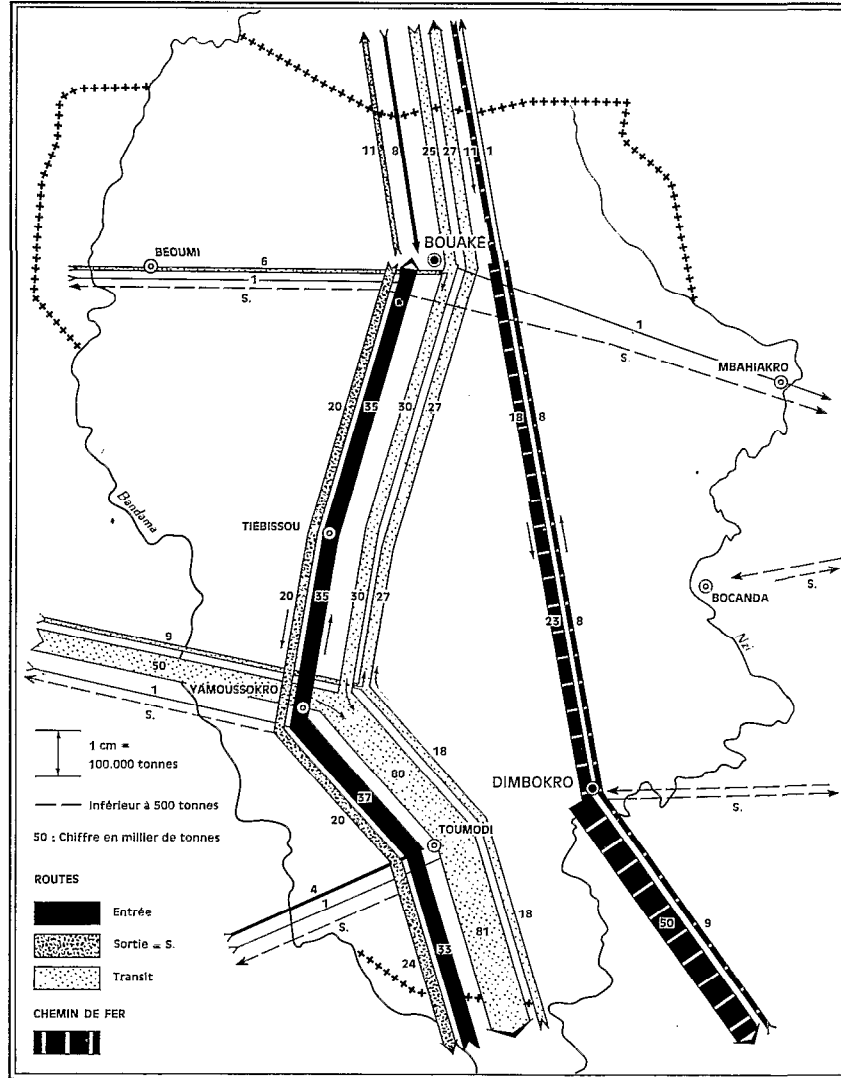 11
8
25
27
11
1
BOUAKÉ
BÉOUMI
6
1
S.
1
S.
MBAHIAKRO
20
35
30
27
18
8
Bandama
TIEBISSOU
20
35
30
27
23
8
BOCANDA
S.
Nzi
9
50
YAMOUSSOKRO
1
S.
18
80
1 cm =
100.000 tonnes
DIMBOKRO
S.
Inférieur à 500 tonnes
37
20
TOUMODI
50 : Chiffre en millier de tonnes
4
1
S.
ROUTES
Entrée
Sortie = S.
Transit
24
33
81
18
50
9
CHEMIN DE FER